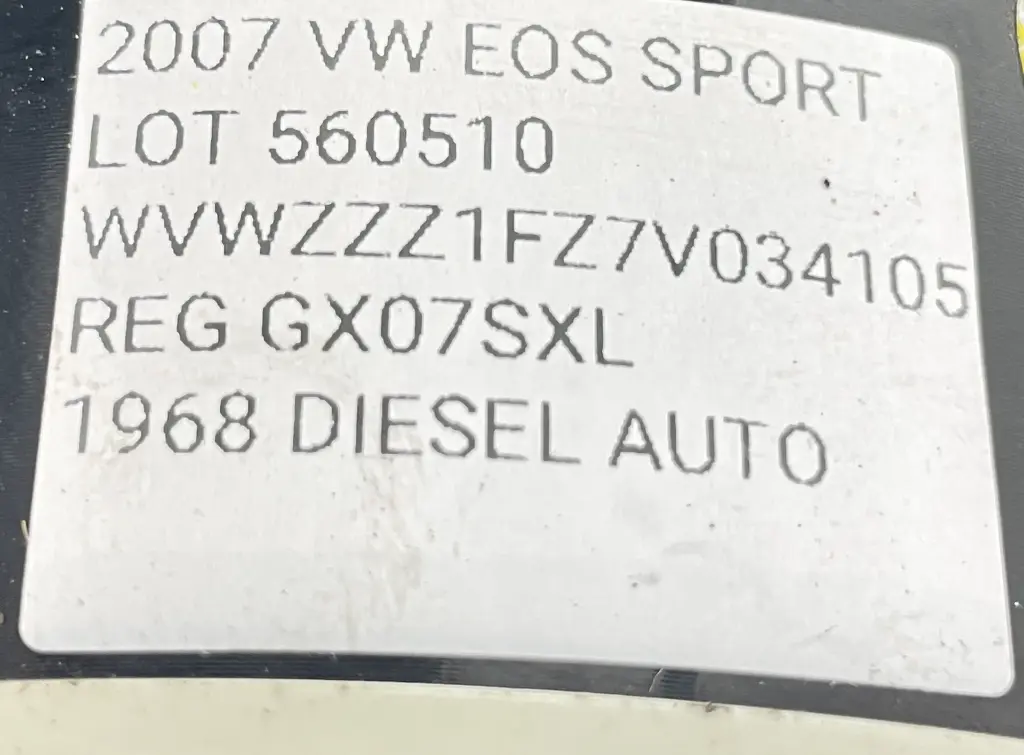 2007 VW EOS SPORT
LOT 560510
WVWZZZ1FZ7V034105
REG GX07SXL
1968 DIESEL AUTO